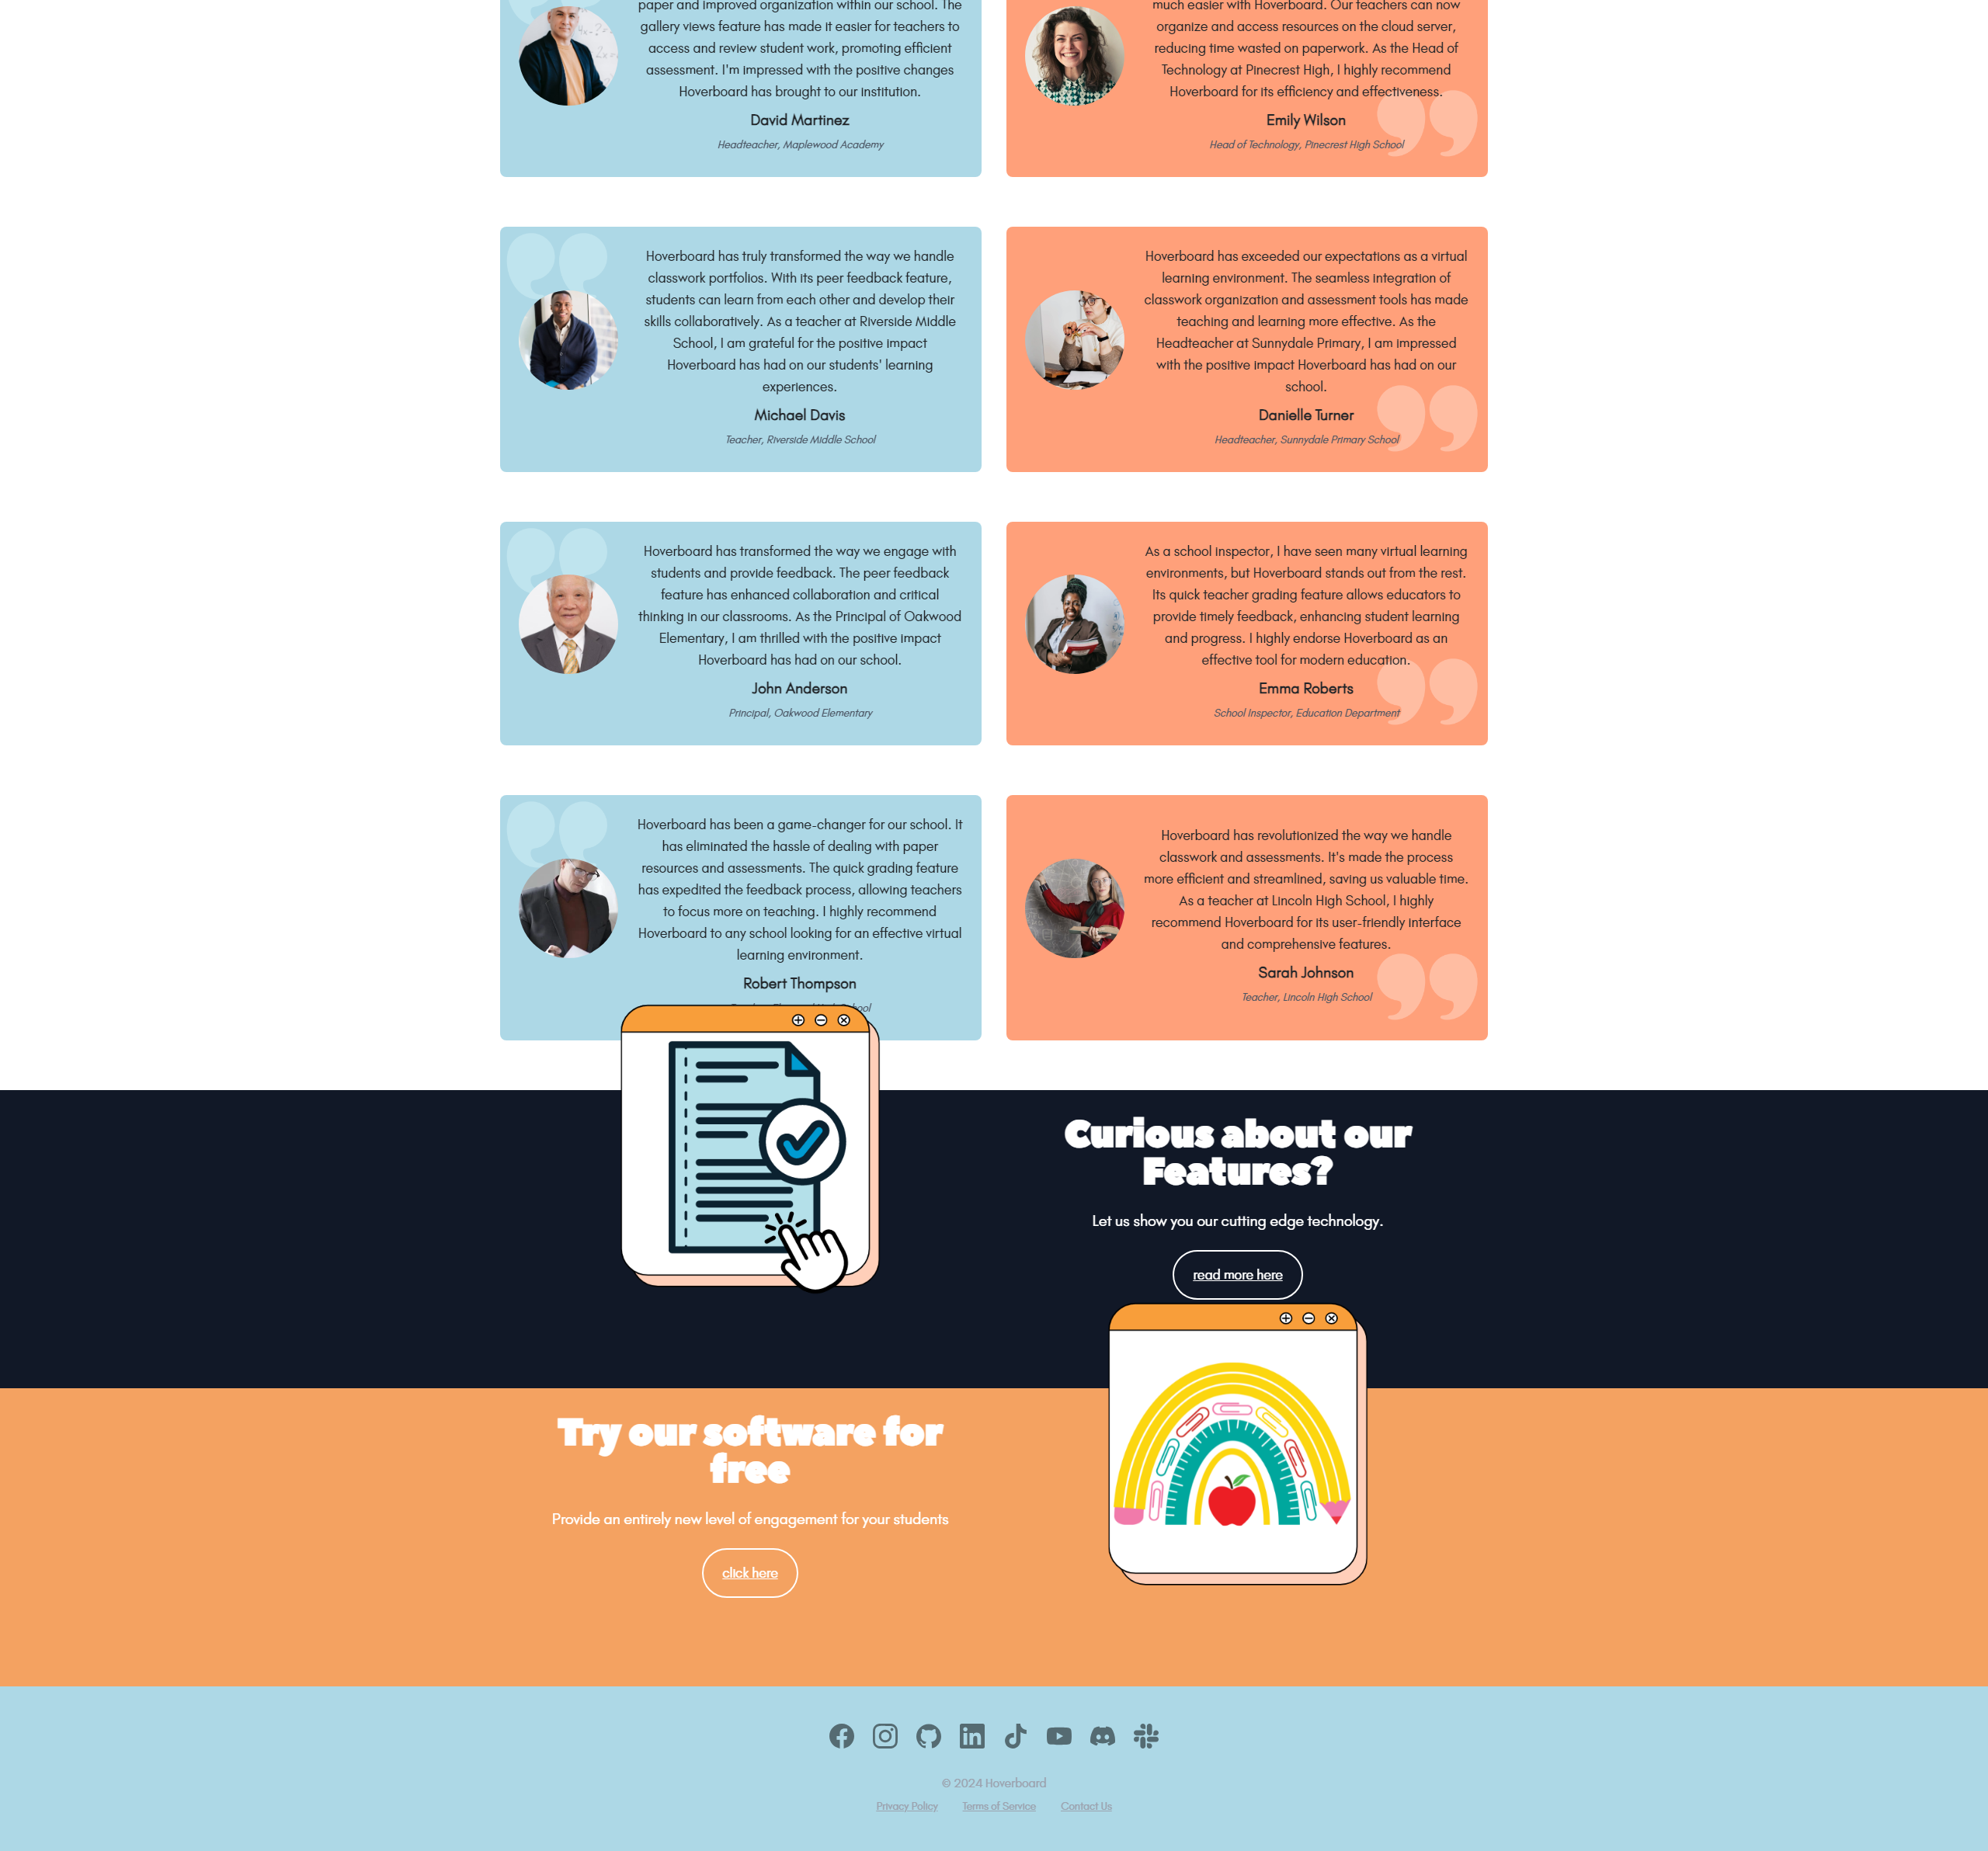 paper and improved organization within our school. The
gallery views feature has made it easier for teachers to
access and review student work, promoting efficient
assessment. I'm impressed with the positive changes
Hoverboard has brought to our institution.
David Martinez
Headteacher, Maplewood Academy
much easier with Hoverboard. Our teachers can now
organize and access resources on the cloud server,
reducing time wasted on paperwork. As the Head of
Technology at Pinecrest High, I highly recommend
Hoverboard for its efficiency and effectiveness.
Emily Wilson
Head of Technology, Pinecrest High School
Hoverboard has truly transformed the way we handle
classwork portfolios. With its peer feedback feature,
students can learn from each other and develop their
skills collaboratively. As a teacher at Riverside Middle
School, I am grateful for the positive impact
Hoverboard has had on our students' learning
experiences.
Michael Davis
Teacher, Riverside Middle School
Hoverboard has exceeded our expectations as a virtual
learning environment. The seamless integration of
classwork organization and assessment tools has made
teaching and learning more effective. As the
Headteacher at Sunnydale Primary, I am impressed
with the positive impact Hoverboard has had on our
school.
Danielle Turner
Headteacher, Sunnydale Primary School
Hoverboard has transformed the way we engage with
students and provide feedback. The peer feedback
feature has enhanced collaboration and critical
thinking in our classrooms. As the Principal of Oakwood
Elementary, I am thrilled with the positive impact
Hoverboard has had on our school.
John Anderson
Principal, Oakwood Elementary
As a school inspector, I have seen many virtual learning
environments, but Hoverboard stands out from the rest.
Its quick teacher grading feature allows educators to
provide timely feedback, enhancing student learning
and progress. I highly endorse Hoverboard as an
effective tool for modern education.
Emma Roberts
School Inspector, Education Department
Hoverboard has been a game-changer for our school. It
has eliminated the hassle of dealing with paper
resources and assessments. The quick grading feature
has expedited the feedback process, allowing teachers
to focus more on teaching. I highly recommend
Hoverboard to any school looking for an effective virtual
learning environment.
Robert Thompson
Hoverboard has revolutionized the way we handle
classwork and assessments. It's made the process
more efficient and streamlined, saving us valuable time.
As a teacher at Lincoln High School, I highly
recommend Hoverboard for its user-friendly interface
and comprehensive features.
Sarah Johnson
Teacher, Lincoln High School
Curious about our
Features?
Let us show you our cutting edge technology.
read more here
Try our software for
free
Provide an entirely new level of engagement for your students
click here
© 2024 Hoverboard
Privacy Policy Terms of Service Contact Us